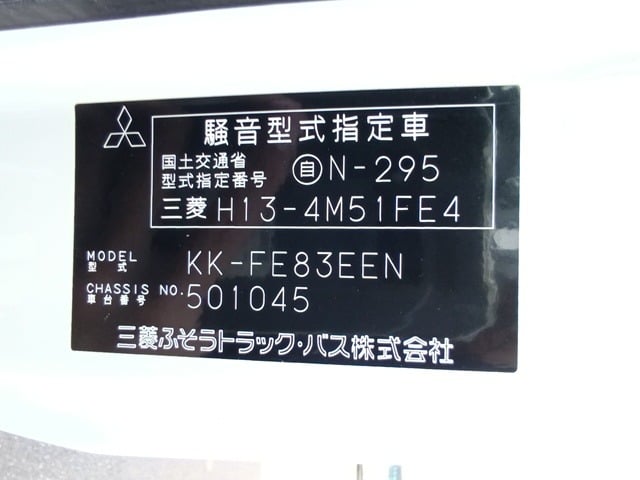 騒音型式指定車
国土交通省
型式指定番号 自N-295
三菱 H13-4M51FE4
MODEL KK-FE83EEN
型式
CHASSIS NO. 501045
車台番号
三菱ふそうトラック・バス株式会社